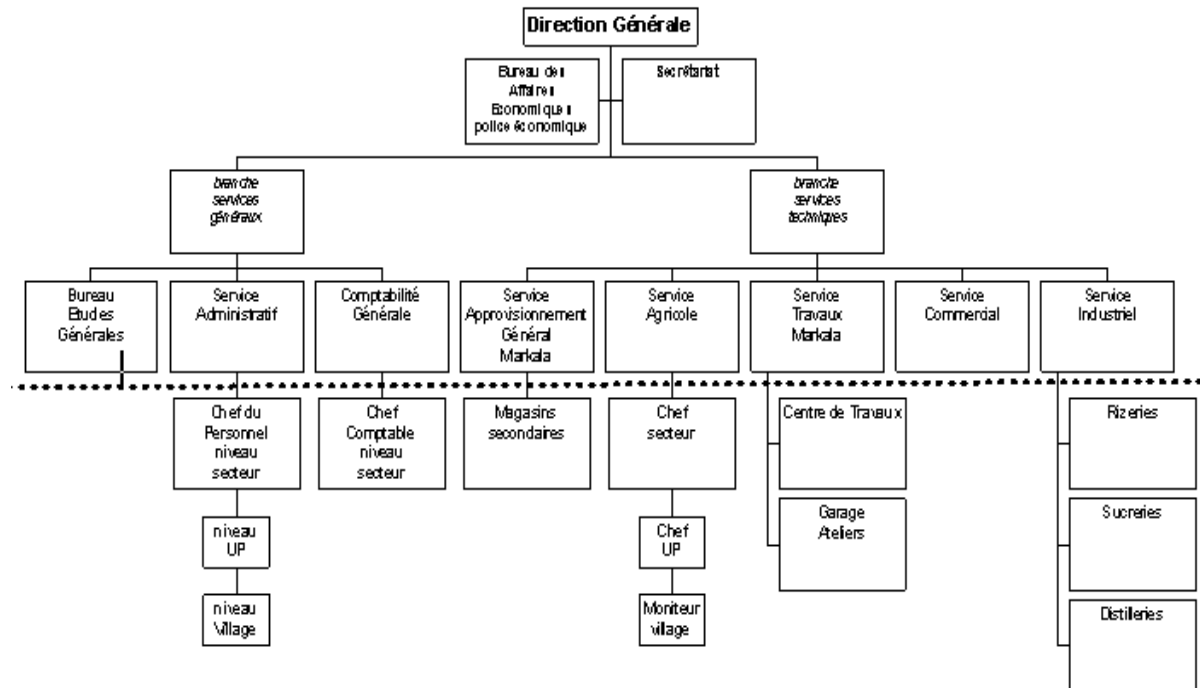 Direction Générale
Bureau des
Affaires
Economiques
police économique
Secrétariat
branche
services
généraux
branche
services
techniques
Bureau
Etudes
Générales
Service
Administratif
Comptabilité
Générale
Service
Approvisionnement
Général
Markala
Service
Agricole
Service
Travaux
Markala
Service
Commercial
Service
Industriel
Chef du
Personnel
niveau
secteur
Chef
Comptable
niveau
secteur
Magasins
secondaires
Chef
secteur
Centre de Travaux
Rizeries
niveau
UP
Chef
UP
Garage
Ateliers
Sucreries
niveau
Village
Moniteur
village
Distilleries